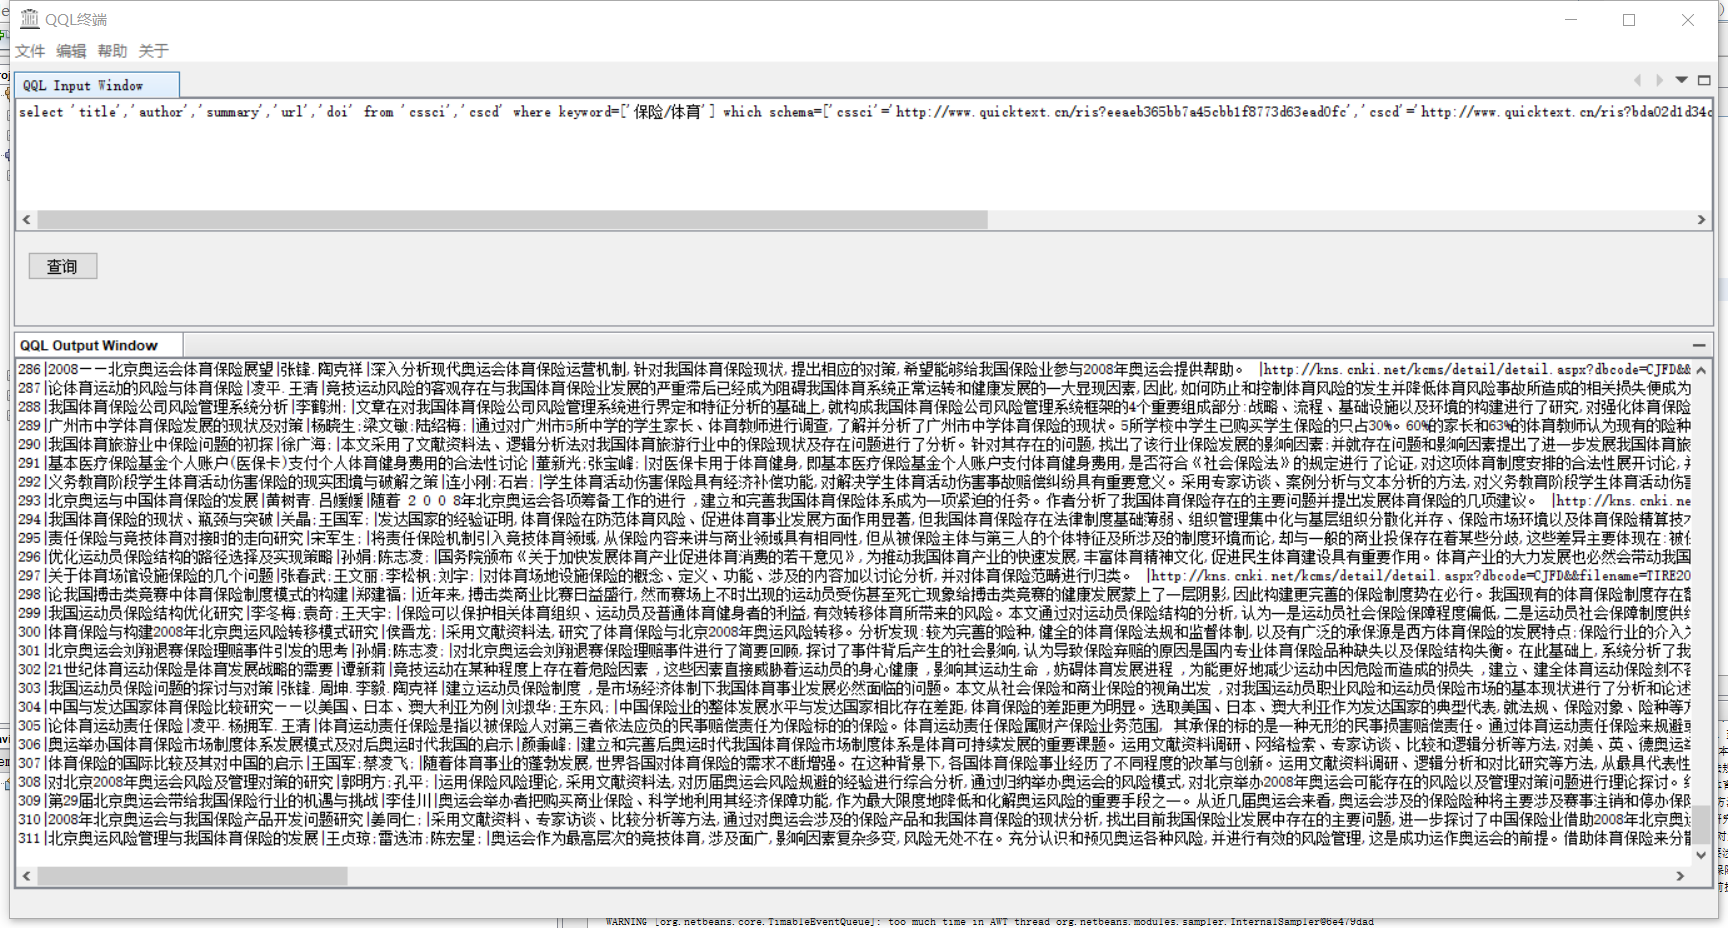 QQL终端
文件 编辑 帮助 关于
QQL Input Window
select 'title','author','summary','url','doi' from 'cssci','cscd' where keyword=['保险/体育'] which schema=['cssci'='http://www.quicktext.cn/ris?eeaeb365bb7a45cbb1f8773d63ead0fc','cscd'='http://www.quicktext.cn/ris?bda02d1d34c
查询
QQL Output Window
286|2008——北京奥运会体育保险展望|张锋.陶克祥|深入分析现代奥运会体育保险运营机制,针对我国体育保险现状,提出相应的对策,希望能够给我国保险业参与2008年奥运会提供帮助。 |http://kns.cnki.net/kcms/detail/detail.aspx?dbcode=CJFD&&
287|论体育运动的风险与体育保险|凌平.王清|竞技运动风险的客观存在与我国体育保险业发展的严重滞后已经成为阻碍我国体育系统正常运转和健康发展的一大显现因素,因此,如何防止和控制体育风险的发生并降低体育风险事故所造成的相关损失便成为
288|我国体育保险公司风险管理系统分析|李鹤洲;|文章在对我国体育保险公司风险管理系统进行界定和特征分析的基础上,就构成我国体育保险公司风险管理系统框架的4个重要组成部分:战略、流程、基础设施以及环境的构建进行了研究,对强化体育保险
289|广州市中学体育保险发展的现状及对策|杨晓生;梁文敏;陆绍梅;|通过对广州市5所中学的学生家长、体育教师进行调查,了解并分析了广州市中学体育保险的现状。5所学校中学生已购买学生保险的只占30%。60%的家长和63%的体育教师认为现有的险种
290|我国体育旅游业中保险问题的初探|徐广海;|本文采用了文献资料法、逻辑分析法对我国体育旅游行业中的保险现状及存在问题进行了分析。针对其存在的问题,找出了该行业保险发展的影响因素;并就存在问题和影响因素提出了进一步发展我国体育旅
291|基本医疗保险基金个人账户(医保卡)支付个人体育健身费用的合法性讨论|董新光;张宝峰;|对医保卡用于体育健身,即基本医疗保险基金个人账户支付体育健身费用,是否符合《社会保险法》的规定进行了论证,对这项体育制度安排的合法性展开讨论,并
292|义务教育阶段学生体育活动伤害保险的现实困境与破解之策|连小刚;石岩;|学生体育活动伤害保险具有经济补偿功能,对解决学生体育活动伤害事故赔偿纠纷具有重要意义。采用专家访谈、案例分析与文本分析的方法,对义务教育阶段学生体育活动伤害
293|北京奥运与中国体育保险的发展|黄树青.吕媛媛|随着 2 0 0 8年北京奥运会各项筹备工作的进行 ,建立和完善我国体育保险体系成为一项紧迫的任务。作者分析了我国体育保险存在的主要问题并提出发展体育保险的几项建议。 |http://kns.cnki.ne
294|我国体育保险的现状、瓶颈与突破|关晶;王国军;|发达国家的经验证明,体育保险在防范体育风险、促进体育事业发展方面作用显著,但我国体育保险存在法律制度基础薄弱、组织管理集中化与基层组织分散化并存、保险市场环境以及体育保险精算技术
295|责任保险与竞技体育对接时的走向研究|宋军生;|将责任保险机制引入竞技体育领域,从保险内容来讲与商业领域具有相同性,但从被保险主体与第三人的个体特征及所涉及的制度环境而论,却与一般的商业投保存在着某些分歧,这些差异主要体现在:被保
296|优化运动员保险结构的路径选择及实现策略|孙娟;陈志凌;|国务院颁布《关于加快发展体育产业促进体育消费的若干意见》,为推动我国体育产业的快速发展,丰富体育精神文化,促进民生体育建设具有重要作用。体育产业的大力发展也必然会带动我国
297|关于体育场馆设施保险的几个问题|张春武;王文丽;李松枫;刘宇;|对体育场地设施保险的概念、定义、功能、涉及的内容加以讨论分析,并对体育保险范畴进行归类。 |http://kns.cnki.net/kcms/detail/detail.aspx?dbcode=CJFD&&filename=TIRE20
298|论我国搏击类竞赛中体育保险制度模式的构建|郑建福;|近年来,搏击类商业比赛日益盛行,然而赛场上不时出现的运动员受伤甚至死亡现象给搏击类竞赛的健康发展蒙上了一层阴影,因此构建更完善的保险制度势在必行。我国现有的体育保险制度存在着
299|我国运动员保险结构优化研究|李冬梅;袁奇;王天宇;|保险可以保护相关体育组织、运动员及普通体育健身者的利益,有效转移体育所带来的风险。本文通过对运动员保险结构的分析,认为一是运动员社会保险保障程度偏低,二是运动员社会保障制度供给
300|体育保险与构建2008年北京奥运风险转移模式研究|侯晋龙;|采用文献资料法,研究了体育保险与北京2008年奥运风险转移。分析发现:较为完善的险种,健全的体育保险法规和监督体制,以及有广泛的承保源是西方体育保险的发展特点;保险行业的介入为
301|北京奥运会刘翔退赛保险理赔事件引发的思考|孙娟;陈志凌;|对北京奥运会刘翔退赛保险理赔事件进行了简要回顾,探讨了事件背后产生的社会影响,认为导致保险弃赔的原因是国内专业体育保险品种缺失以及保险结构失衡。在此基础上,系统分析了我
302|21世纪体育运动保险是体育发展战略的需要|谭新莉|竞技运动在某种程度上存在着危险因素 ,这些因素直接威胁着运动员的身心健康 ,影响其运动生命 ,妨碍体育发展进程 ,为能更好地减少运动中因危险而造成的损失 ,建立、建全体育运动保险刻不容
303|我国运动员保险问题的探讨与对策|张锋.周坤.李毅.陶克祥|建立运动员保险制度 ,是市场经济体制下我国体育事业发展必然面临的问题。本文从社会保险和商业保险的视角出发 ,对我国运动员职业风险和运动员保险市场的基本现状进行了分析和论述
304|中国与发达国家体育保险比较研究——以美国、日本、澳大利亚为例|刘淑华;王东风;|中国保险业的整体发展水平与发达国家相比存在差距,体育保险的差距更为明显。选取美国、日本、澳大利亚作为发达国家的典型代表,就法规、保险对象、险种等方
305|论体育运动责任保险|凌平.杨拥军.王清|体育运动责任保险是指以被保险人对第三者依法应负的民事赔偿责任为保险标的的保险。体育运动责任保险属财产保险业务范围, 其承保的标的是一种无形的民事损害赔偿责任。通过体育运动责任保险来规避或
306|奥运举办国体育保险市场制度体系发展模式及对后奥运时代我国的启示|颜垂峰;|建立和完善后奥运时代我国体育保险市场制度体系是体育可持续发展的重要课题。运用文献资料调研、网络检索、专家访谈、比较和逻辑分析等方法,对美、英、德奥运举
307|体育保险的国际比较及其对中国的启示|王国军;蔡凌飞;|随着体育事业的蓬勃发展,世界各国对体育保险的需求不断增强。在这种背景下,各国体育保险事业经历了不同程度的改革与创新。运用文献资料调研、逻辑分析和对比研究等方法,从最具代表性
308|对北京2008年奥运会风险及管理对策的研究|郭明方;孔平;|运用保险风险理论,采用文献资料法,对历届奥运会风险规避的经验进行综合分析,通过归纳举办奥运会的风险模式,对北京举办2008年奥运会可能存在的风险以及管理对策问题进行理论探讨。纟
309|第29届北京奥运会带给我国保险行业的机遇与挑战|李佳川|奥运会举办者把购买商业保险、科学地利用其经济保障功能,作为最大限度地降低和化解奥运风险的重要手段之一。从近几届奥运会来看,奥运会涉及的保险险种将主要涉及赛事注销和停办保险
310|2008年北京奥运会与我国保险产品开发问题研究|姜同仁;|采用文献资料、专家访谈、比较分析等方法,通过对奥运会涉及的保险产品和我国体育保险的现状分析,找出目前我国保险业发展中存在的主要问题,进一步探讨了中国保险业借助2008年北京奥运
311|北京奥运风险管理与我国体育保险的发展|王贞琼;雷选沛;陈宏星;|奥运会作为最高层次的竞技体育,涉及面广,影响因素复杂多变,风险无处不在。充分认识和预见奥运各种风险,并进行有效的风险管理,这是成功运作奥运会的前提。借助体育保险来分散
WARNING [org.netbeans.core.TimableEventQueue]: too much time in AWT thread org.netbeans.modules.sampler.InternalSampler@6e479dad